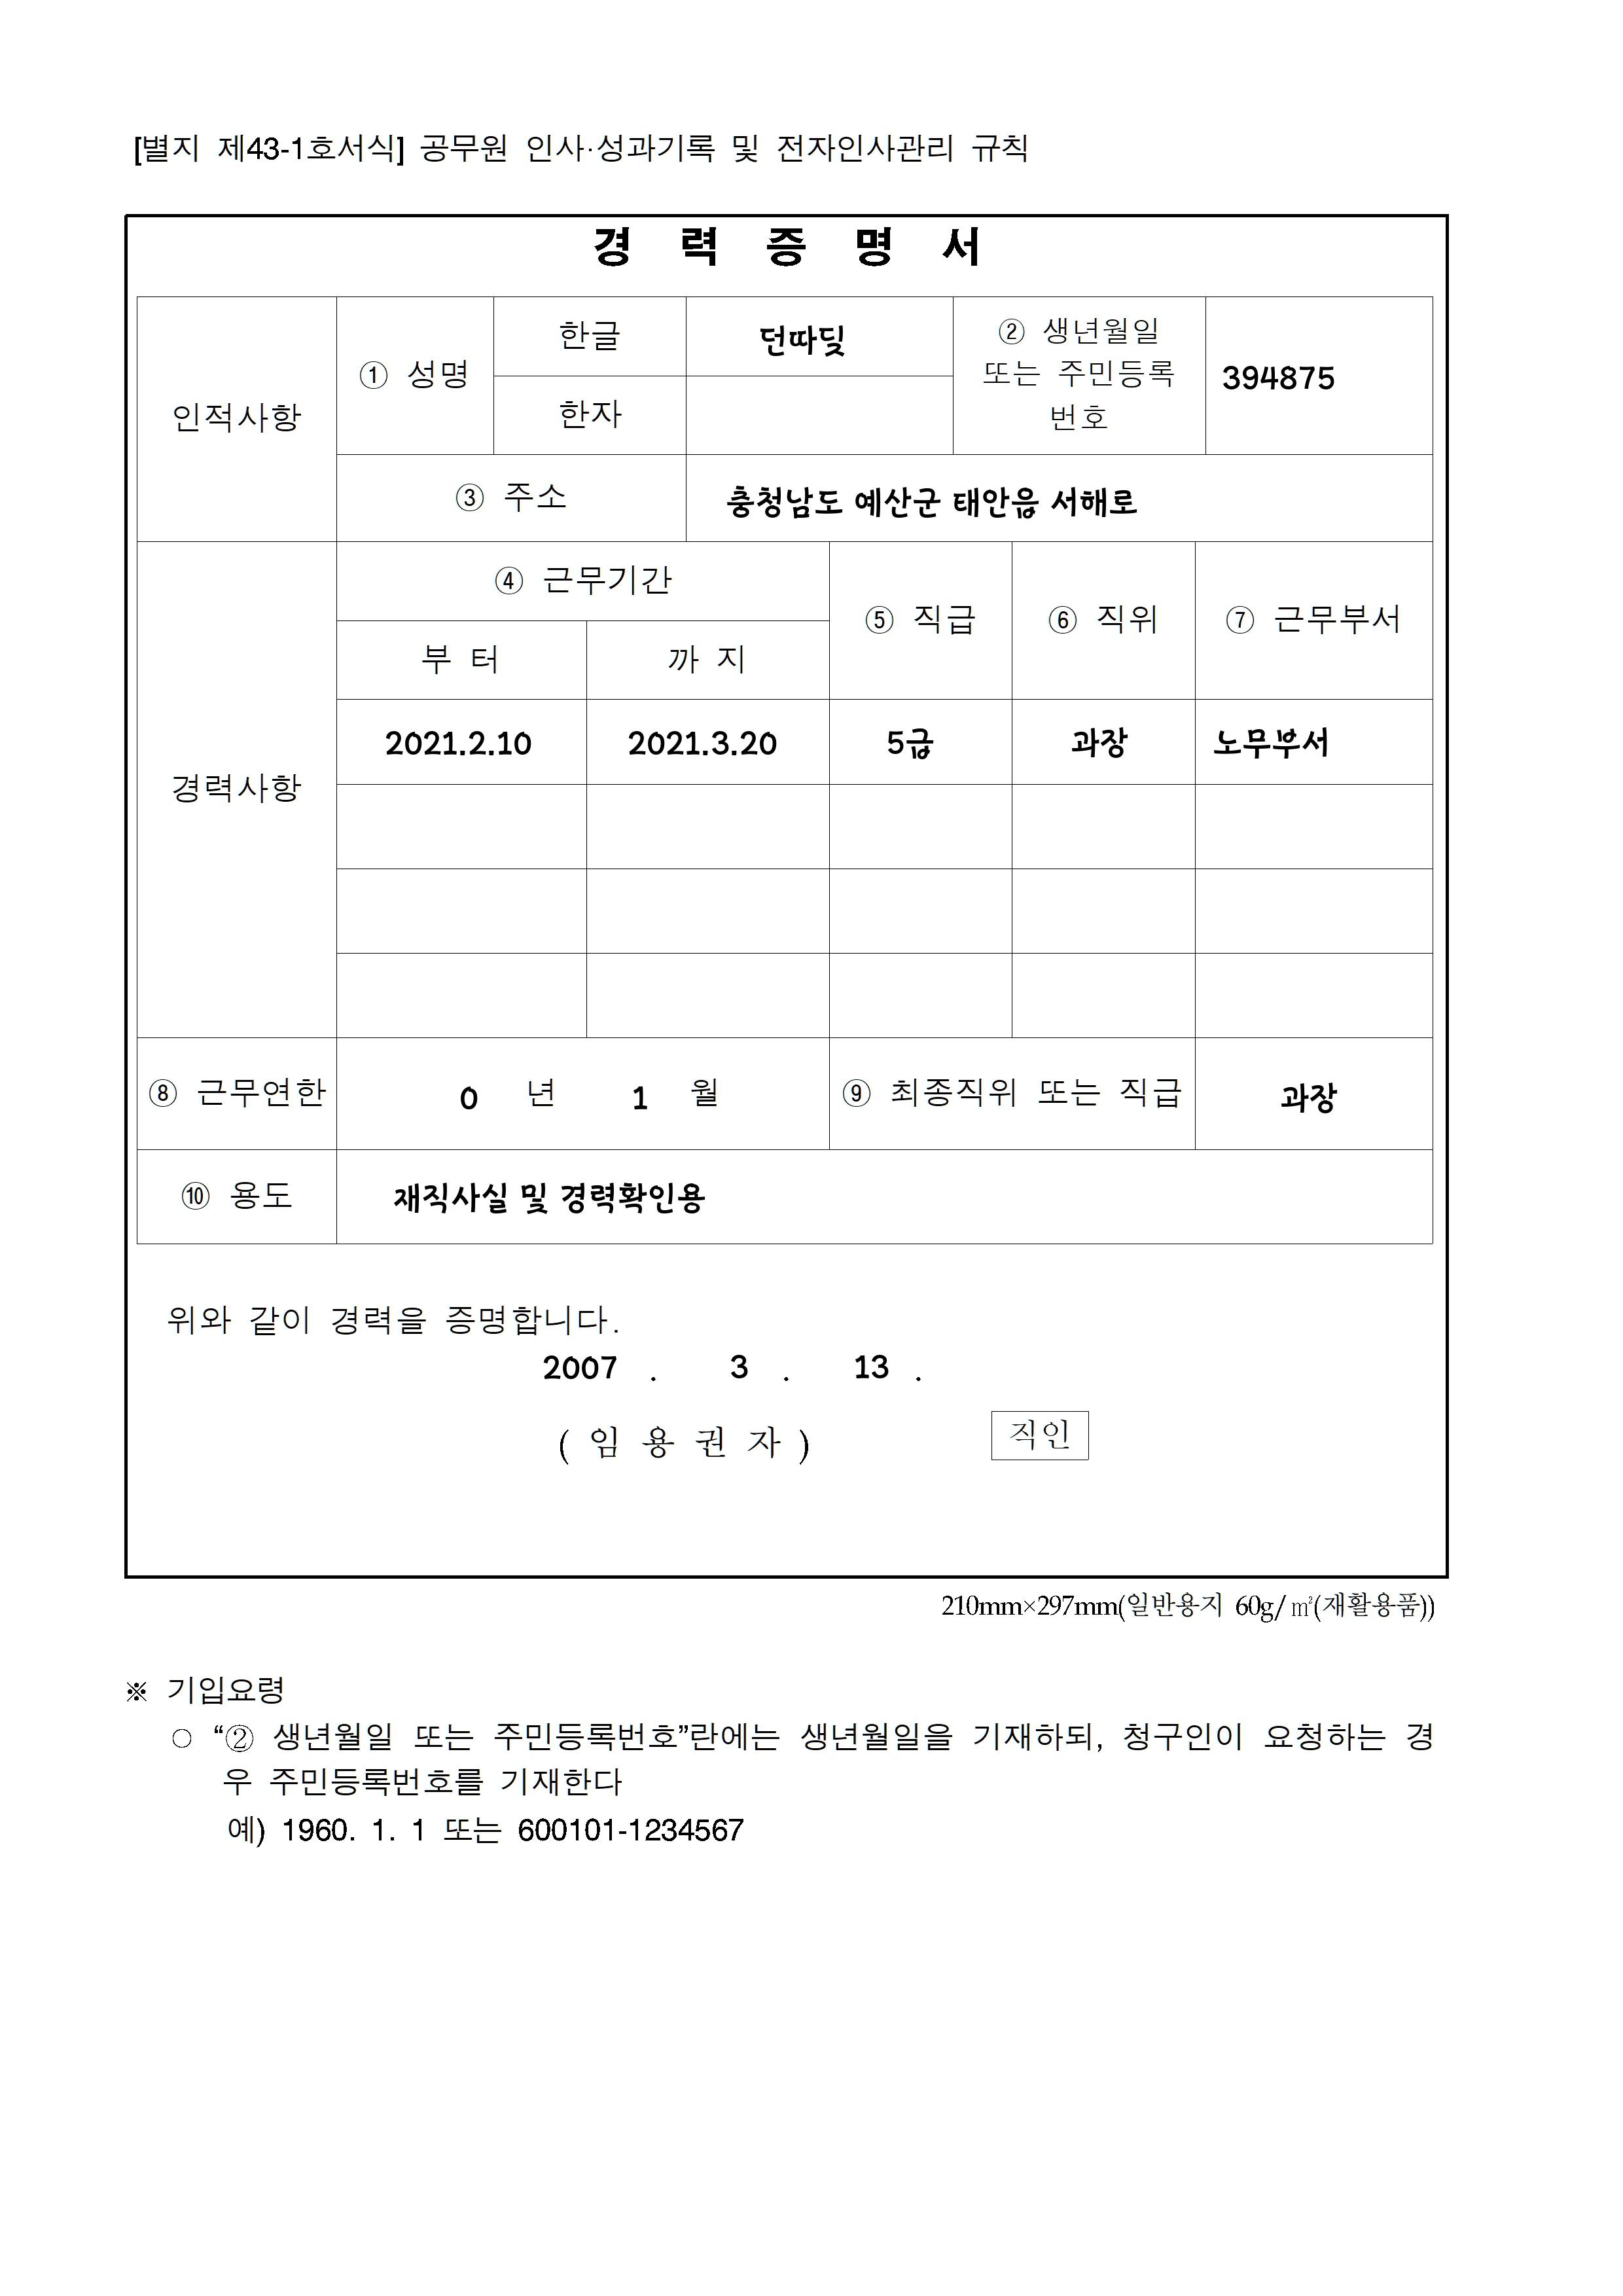 [별지 제43-1호서식] 공무원 인사·성과기록 및 전자인사관리 규칙
경 력 증 명 서
인적사항
① 성명
한글
던따딫
② 생년월일
또는 주민등록
번호
394875
한자
③ 주소
충청남도 예산군 태안읍 서해로
경력사항
④ 근무기간
⑤ 직급
⑥ 직위
⑦ 근무부서
부 터
까 지
2021.2.10
2021.3.20
5급
과장
노무부서
⑧ 근무연한
0 년 1 월
⑨ 최종직위 또는 직급
과장
⑩ 용도
재직사실 및 경력확인용
위와 같이 경력을 증명합니다.
2007 . 3 . 13 .
( 임 용 권 자 )
직인
210mm×297mm(일반용지 60g/㎡(재활용품))
※ 기입요령
○ “② 생년월일 또는 주민등록번호”란에는 생년월일을 기재하되, 청구인이 요청하는 경
우 주민등록번호를 기재한다
예) 1960. 1. 1 또는 600101-1234567